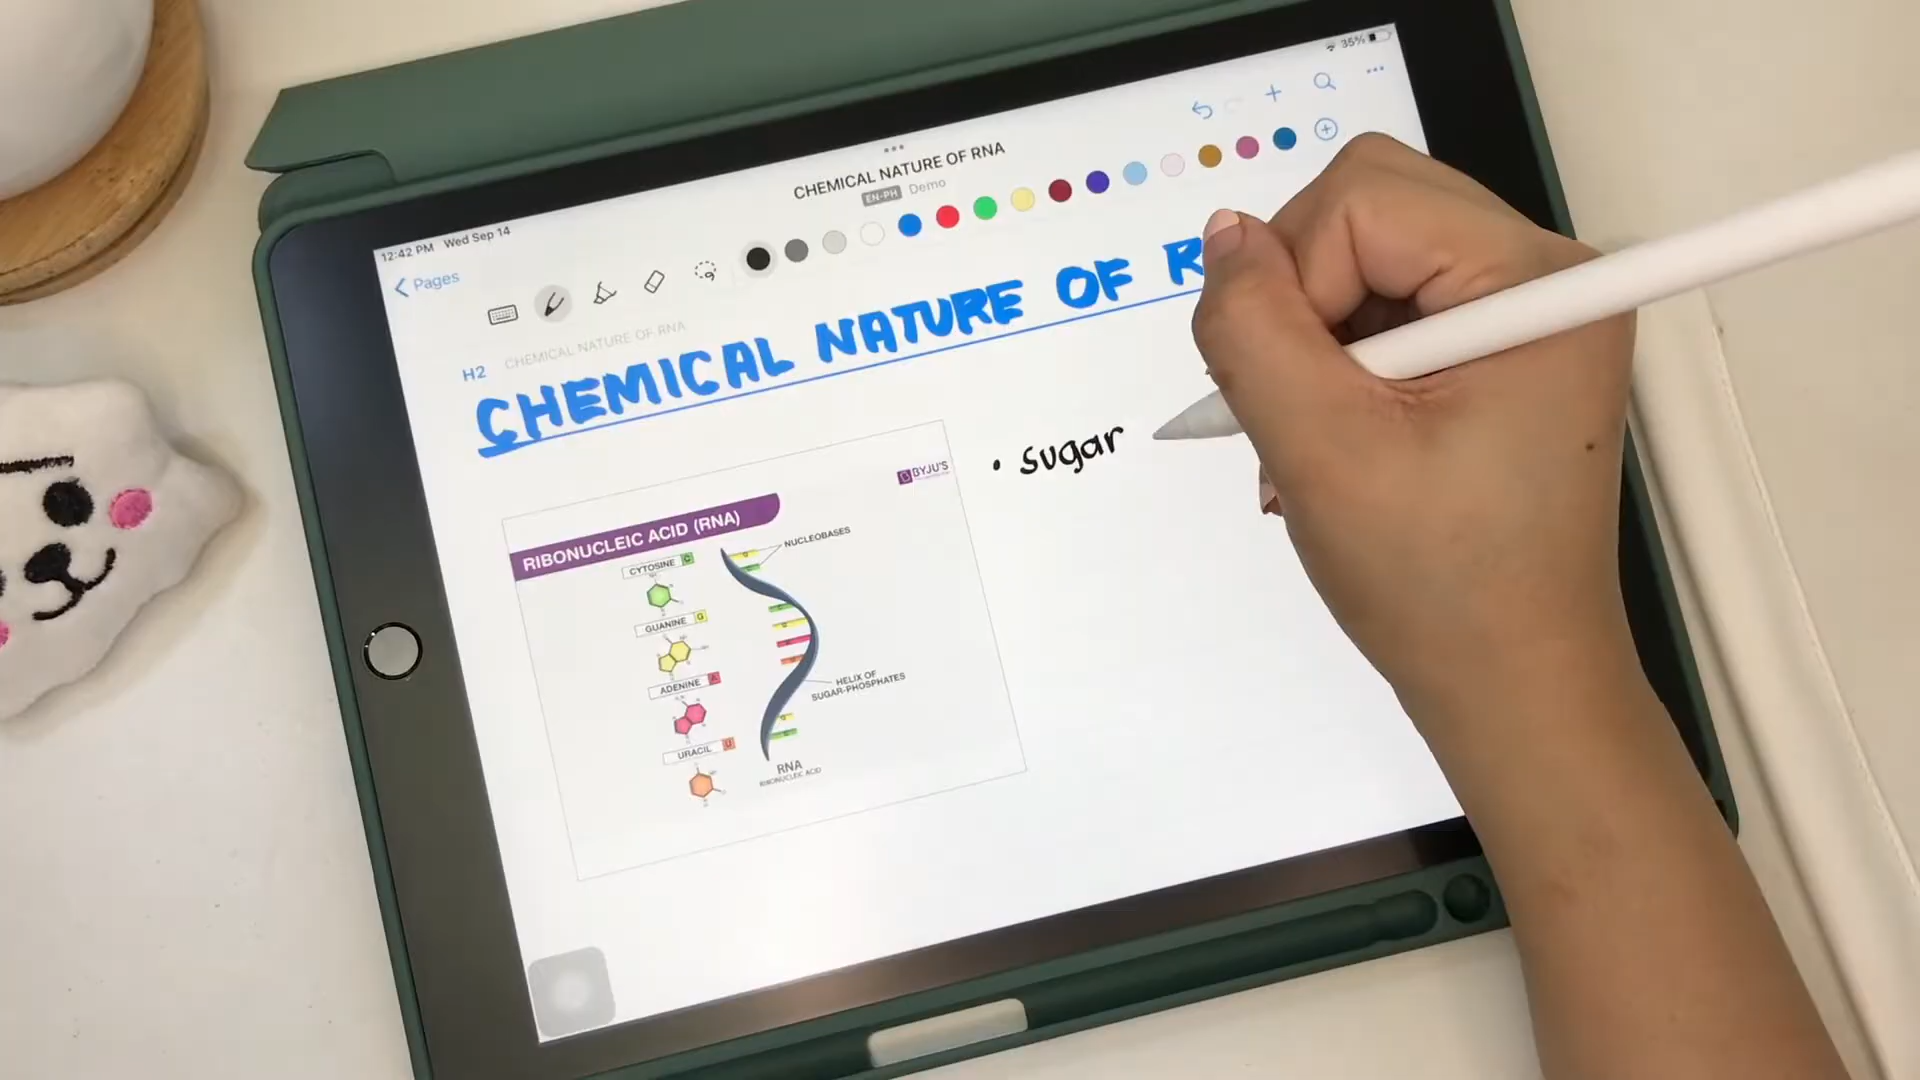 12:42 PM Wed Sep 14
35%
Pages
CHEMICAL NATURE OF RNA
EN-PH Demo
H2 CHEMICAL NATURE OF RNA
CHEMICAL NATURE OF R
• sugar
BYJU'S
RIBONUCLEIC ACID (RNA)
CYTOSINE C
NUCLEOBASES
GUANINE G
ADENINE A
HELIX OF
SUGAR-PHOSPHATES
URACIL U
RNA
RIBONUCLEIC ACID